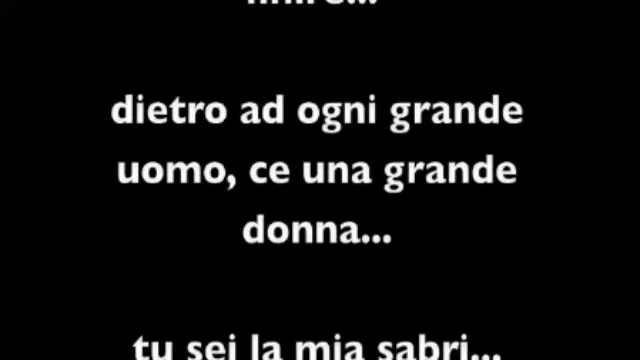 dietro ad ogni grande
uomo, ce una grande
donna...
tu sei la mia sabri...